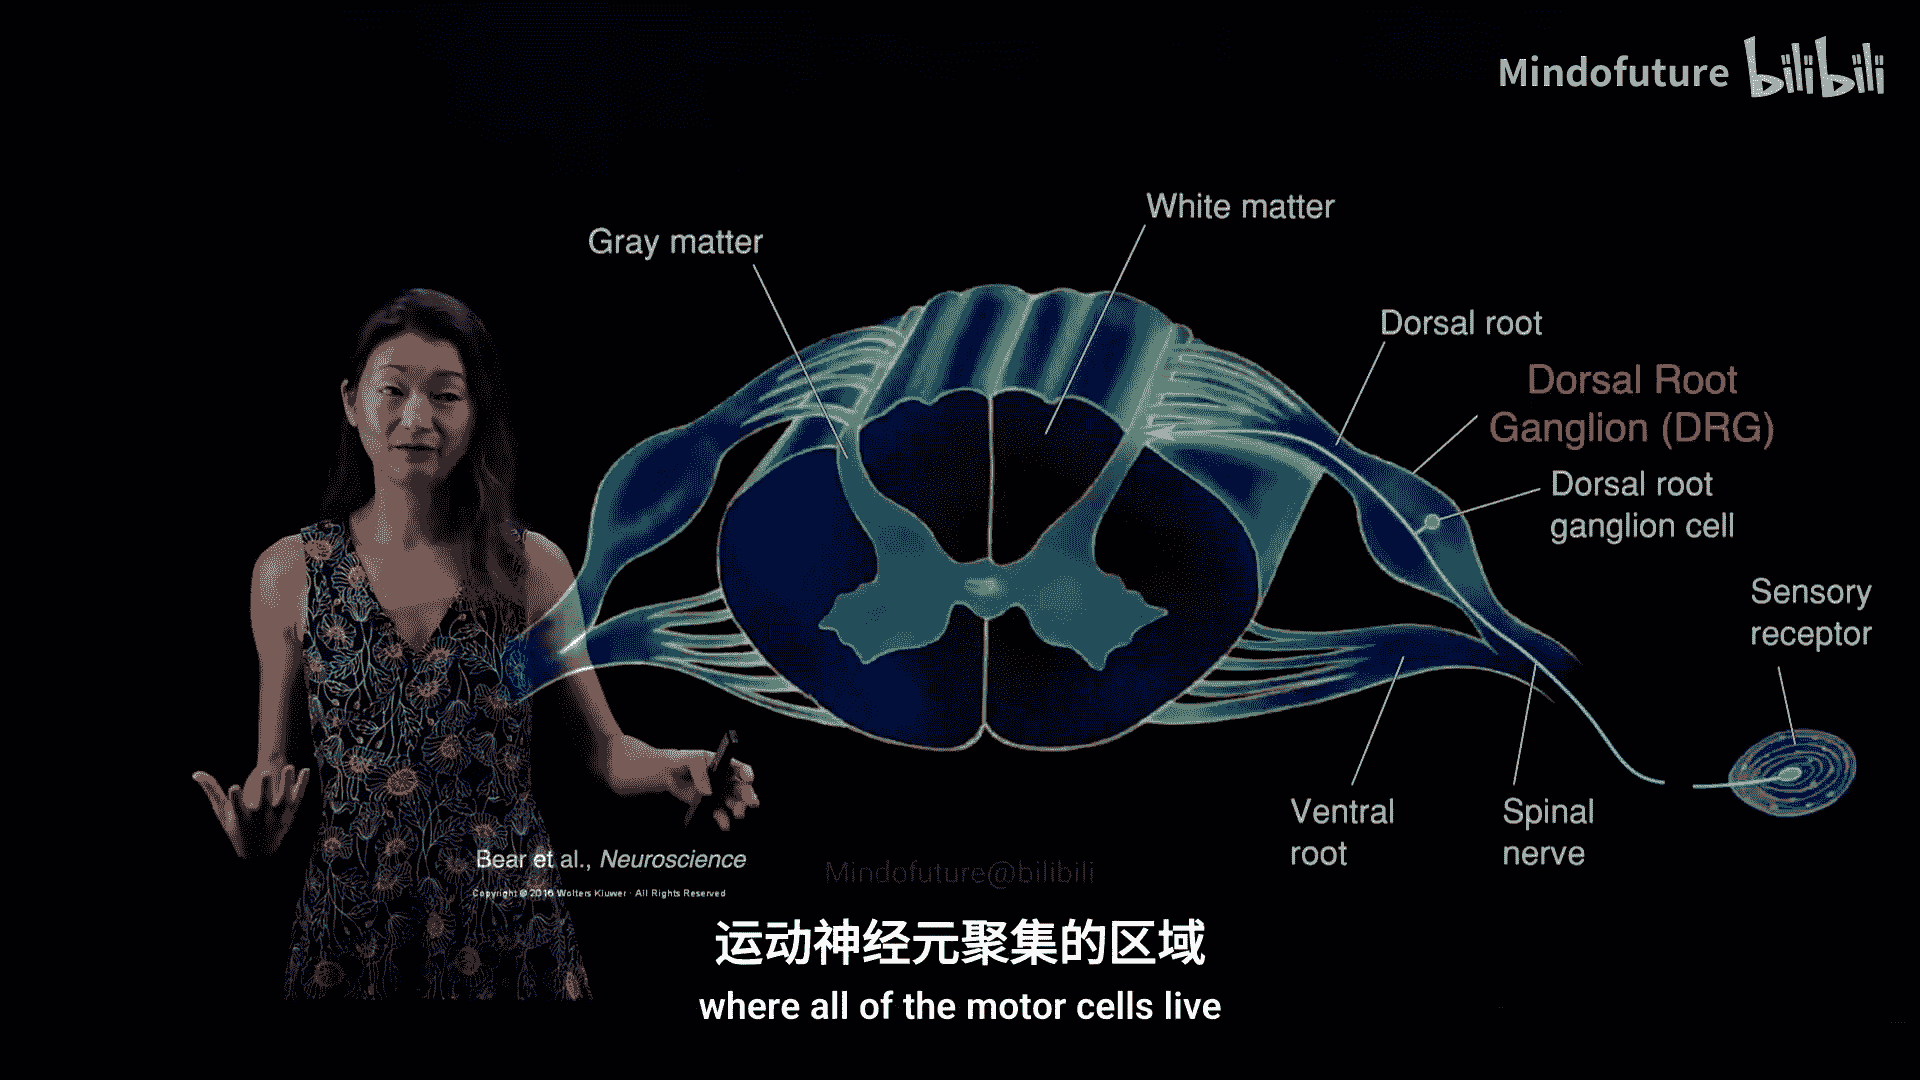 Mindofuture bilibili
White matter
Gray matter
Dorsal root
Dorsal Root
Ganglion (DRG)
Dorsal root
ganglion cell
Sensory
receptor
Ventral
root
Spinal
nerve
Bear et al., Neuroscience
Copyright © 2016 Wolters Kluwer · All Rights Reserved
Mindofuture@bilibili
运动神经元聚集的区域
where all of the motor cells live